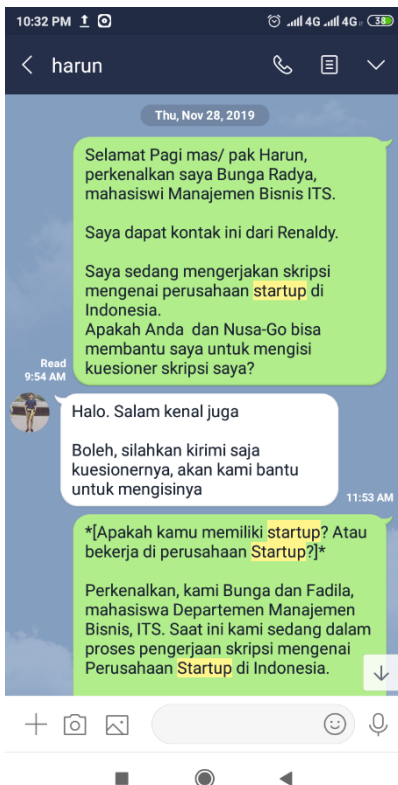 10:32 PM
4G 4G 38
harun
Thu, Nov 28, 2019
Selamat Pagi mas/ pak Harun,
perkenalkan saya Bunga Radya,
mahasiswi Manajemen Bisnis ITS.
Saya dapat kontak ini dari Renaldy.
Saya sedang mengerjakan skripsi
mengenai perusahaan startup di
Indonesia.
Apakah Anda dan Nusa-Go bisa
membantu saya untuk mengisi
kuesioner skripsi saya?
Read
9:54 AM
Halo. Salam kenal juga
Boleh, silahkan kirimi saja
kuesionernya, akan kami bantu
untuk mengisinya
11:53 AM
*[Apakah kamu memiliki startup? Atau
bekerja di perusahaan Startup?]*
Perkenalkan, kami Bunga dan Fadila,
mahasiswa Departemen Manajemen
Bisnis, ITS. Saat ini kami sedang dalam
proses pengerjaan skripsi mengenai
Perusahaan Startup di Indonesia.